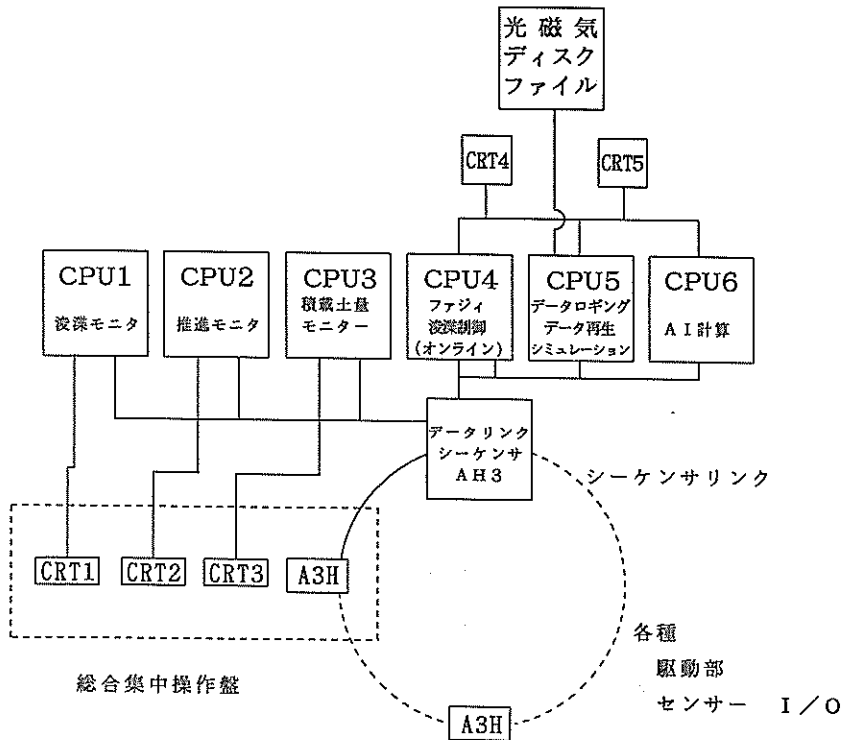 光磁気
ディスク
ファイル
CRT4
CRT5
CPU1
浚深モニタ
CPU2
推進モニタ
CPU3
積載土量
モニター
CPU4
ファジィ
浚深制御
(オンライン)
CPU5
データロギング
データ再生
シミュレーション
CPU6
AI計算
データリンク
シーケンサ
AH3
シーケンサリンク
CRT1
CRT2
CRT3
A3H
総合集中操作盤
各種
駆動部
センサー I/O
A3H